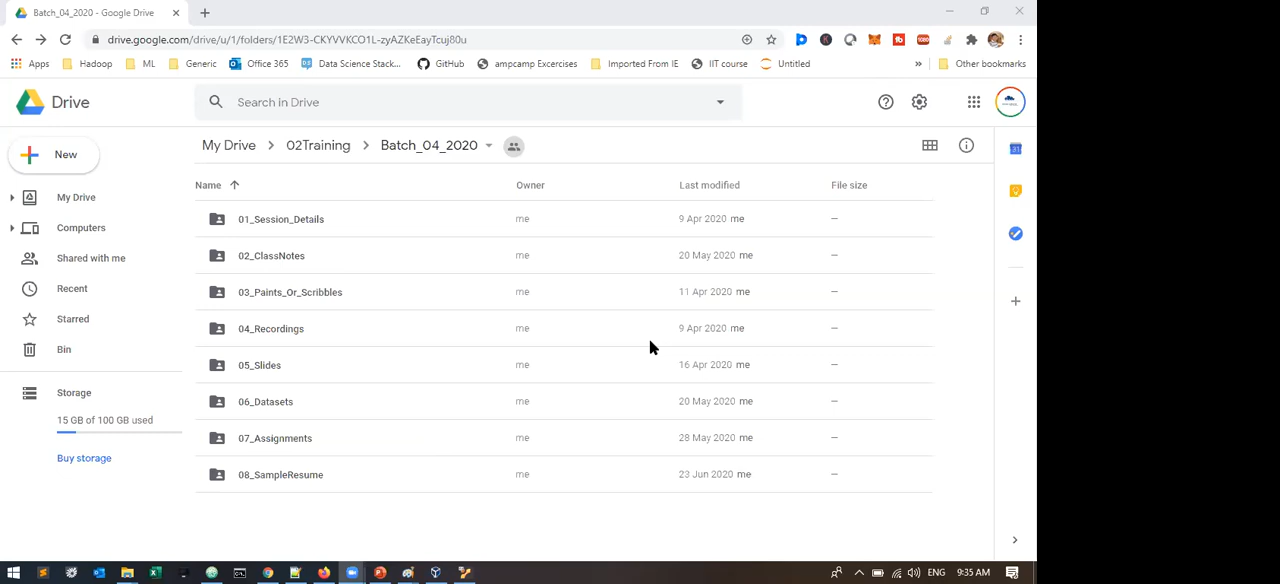 Batch_04_2020 - Google Drive
drive.google.com/drive/u/1/folders/1E2W3-CKYVVKCO1L-zyAZKeEayTcuj80u
Apps Hadoop ML Generic Office 365 Data Science Stack... GitHub ampcamp Excercises Imported From IE IIT course Untitled » Other bookmarks
Drive
Search in Drive
New
My Drive
Computers
Shared with me
Recent
Starred
Bin
Storage
15 GB of 100 GB used
Buy storage
My Drive > 02Training > Batch_04_2020
Name Owner Last modified File size
01_Session_Details me 9 Apr 2020 me —
02_ClassNotes me 20 May 2020 me —
03_Paints_Or_Scribbles me 11 Apr 2020 me —
04_Recordings me 9 Apr 2020 me —
05_Slides me 16 Apr 2020 me —
06_Datasets me 20 May 2020 me —
07_Assignments me 28 May 2020 me —
08_SampleResume me 23 Jun 2020 me —
31
ENG 9:35 AM